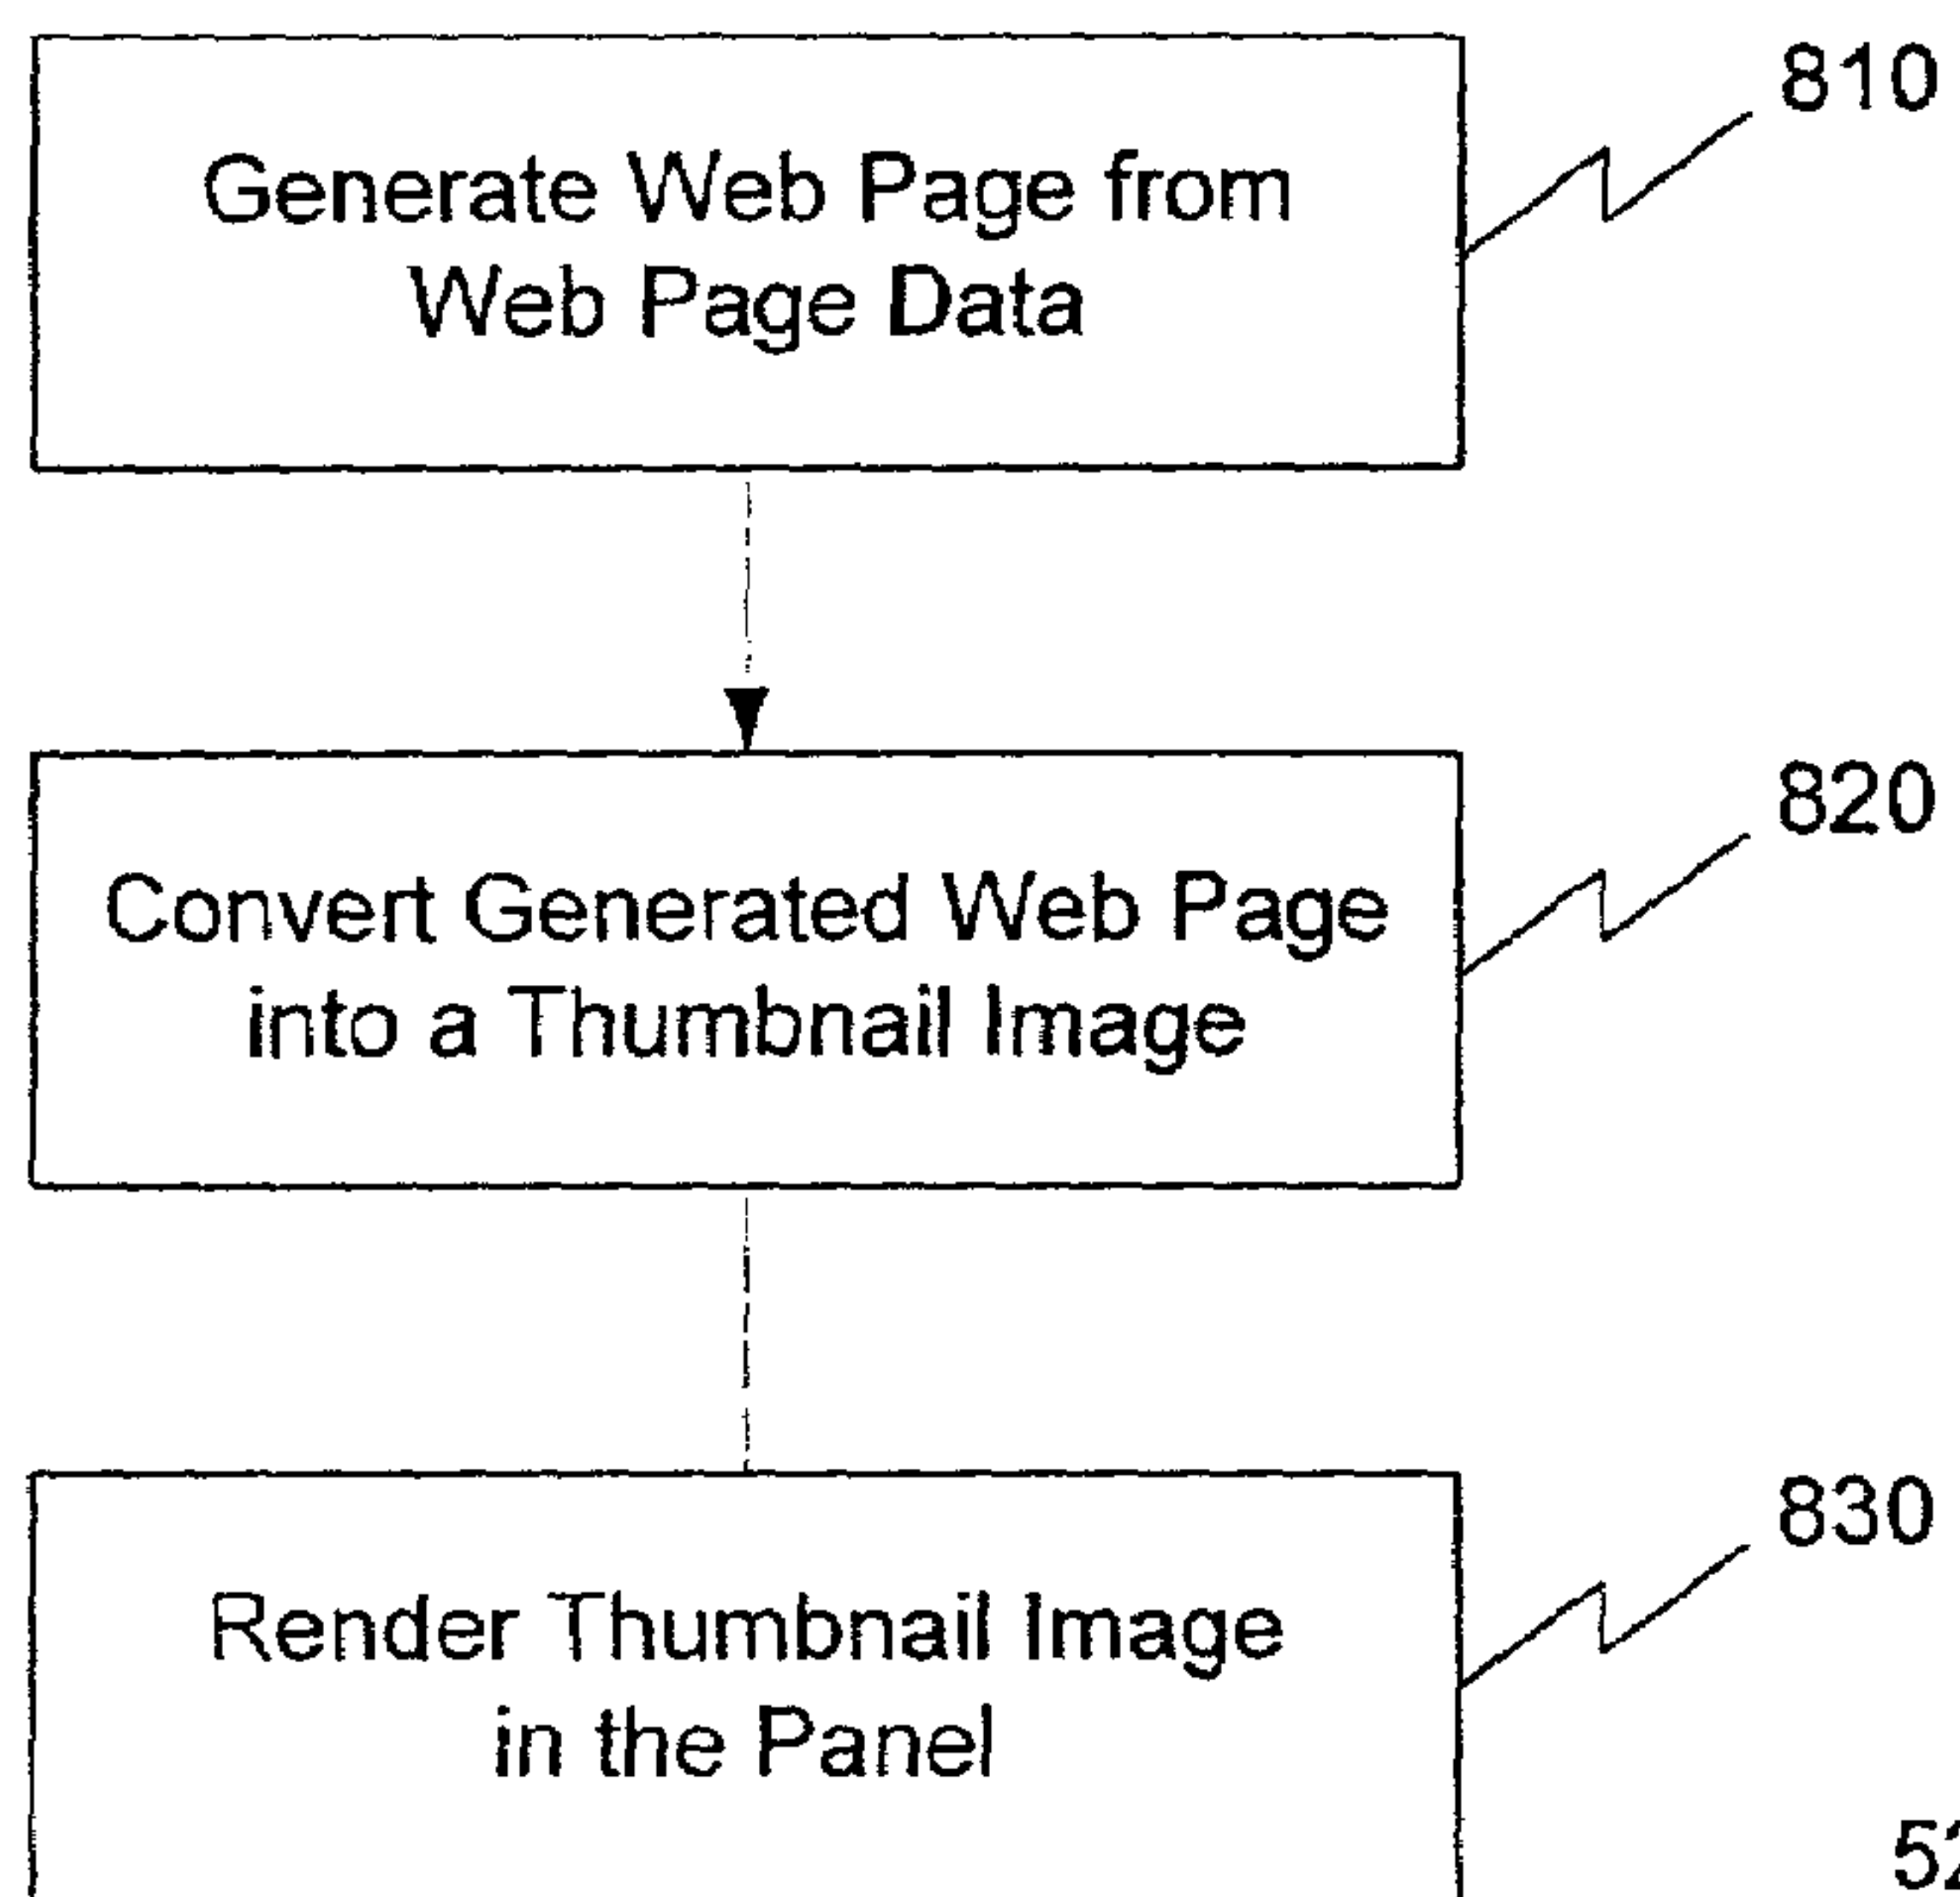 810
Generate Web Page from
Web Page Data
820
Convert Generated Web Page
into a Thumbnail Image
830
Render Thumbnail Image
in the Panel